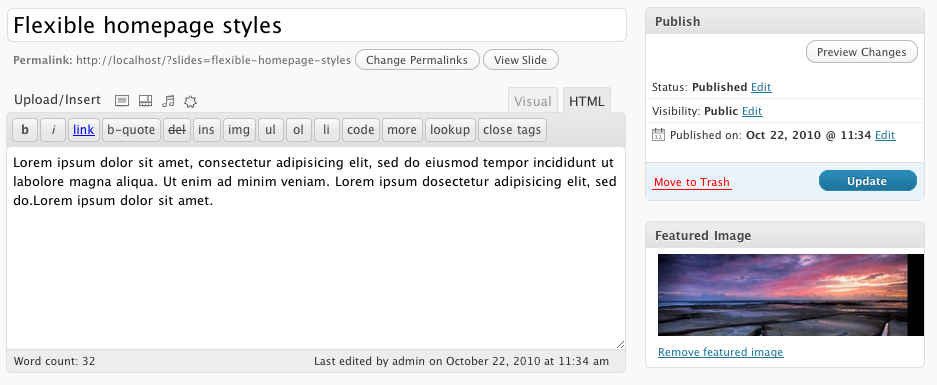 Flexible homepage styles
Permalink: http://localhost/?slides=flexible-homepage-styles Change Permalinks View Slide
Upload/Insert Visual HTML
b i link b-quote del ins img ul ol li code more lookup close tags
Lorem ipsum dolor sit amet, consectetur adipisicing elit, sed do eiusmod tempor incididunt ut
labolore magna aliqua. Ut enim ad minim veniam. Lorem ipsum dosectetur adipisicing elit, sed
do.Lorem ipsum dolor sit amet.
Word count: 32 Last edited by admin on October 22, 2010 at 11:34 am
Publish
Preview Changes
Status: Published Edit
Visibility: Public Edit
Published on: Oct 22, 2010 @ 11:34 Edit
Move to Trash Update
Featured Image
Remove featured image